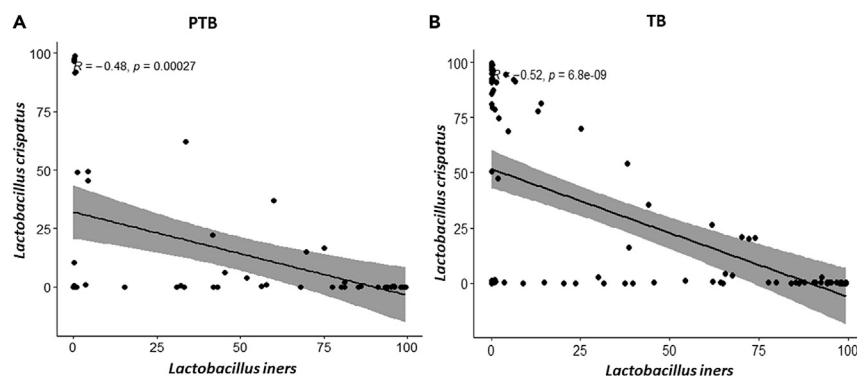 A
PTB
100
R = −0.48, p = 0.00027
75
50
25
0
Lactobacillus crispatus
0 25 50 75 100
Lactobacillus iners
B
TB
100
R = −0.52, p = 6.8e−09
75
50
25
0
Lactobacillus crispatus
0 25 50 75 100
Lactobacillus iners